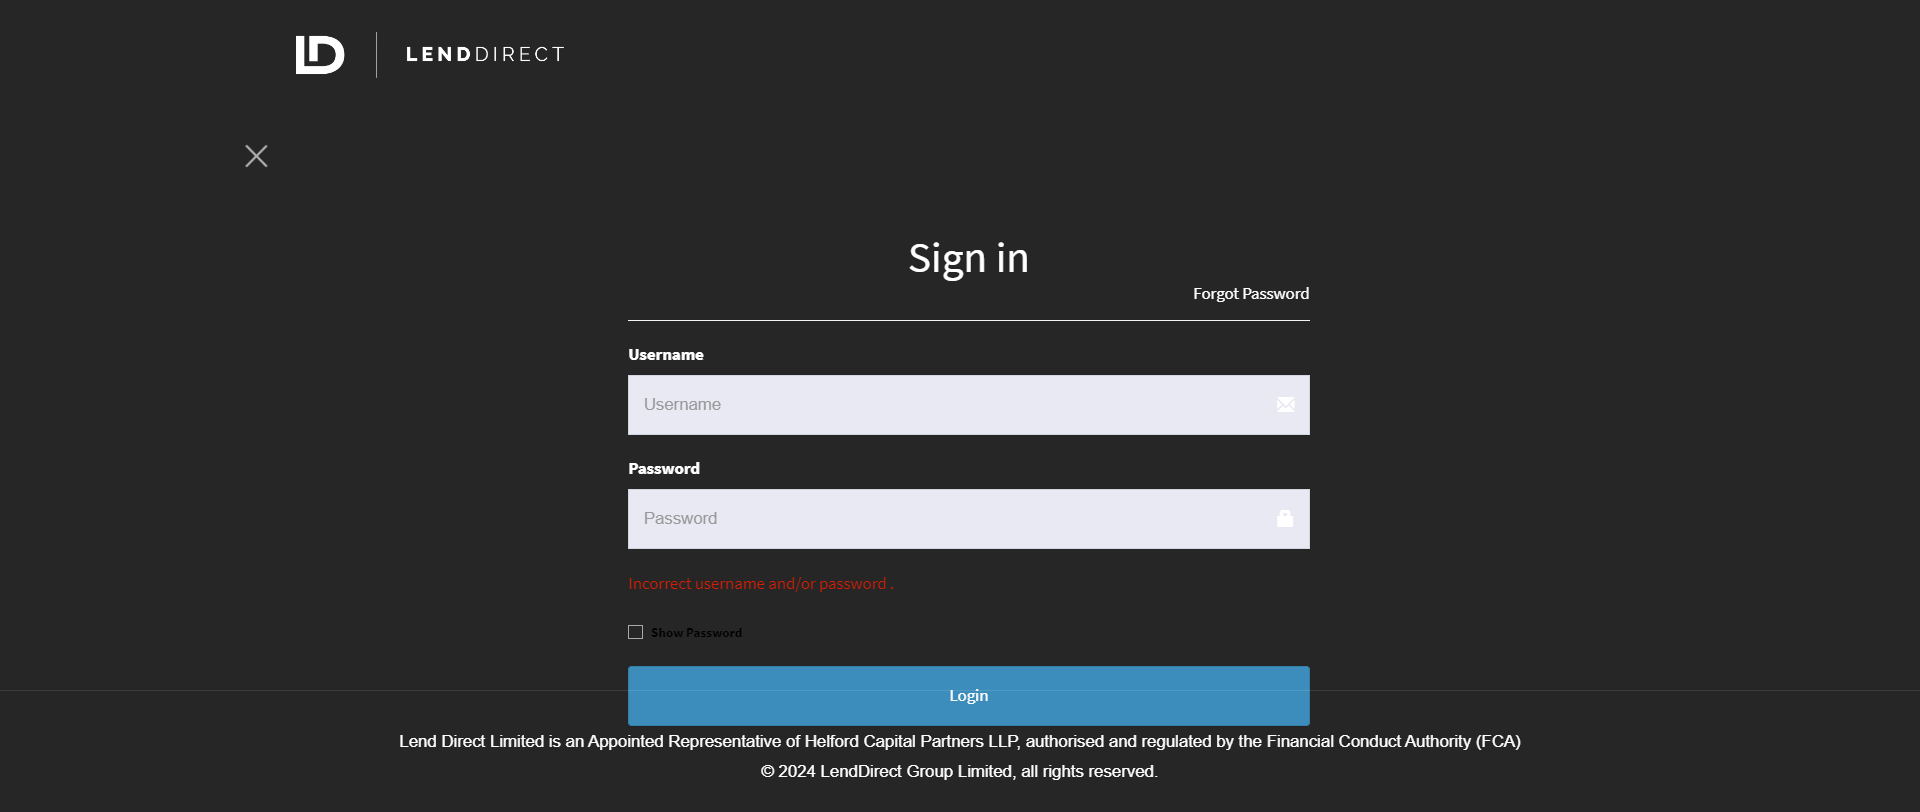 LD
LENDDIRECT
Sign in
Forgot Password
Username
Username
Password
Password
Incorrect username and/or password .
Show Password
Login
Lend Direct Limited is an Appointed Representative of Helford Capital Partners LLP, authorised and regulated by the Financial Conduct Authority (FCA)
© 2024 LendDirect Group Limited, all rights reserved.